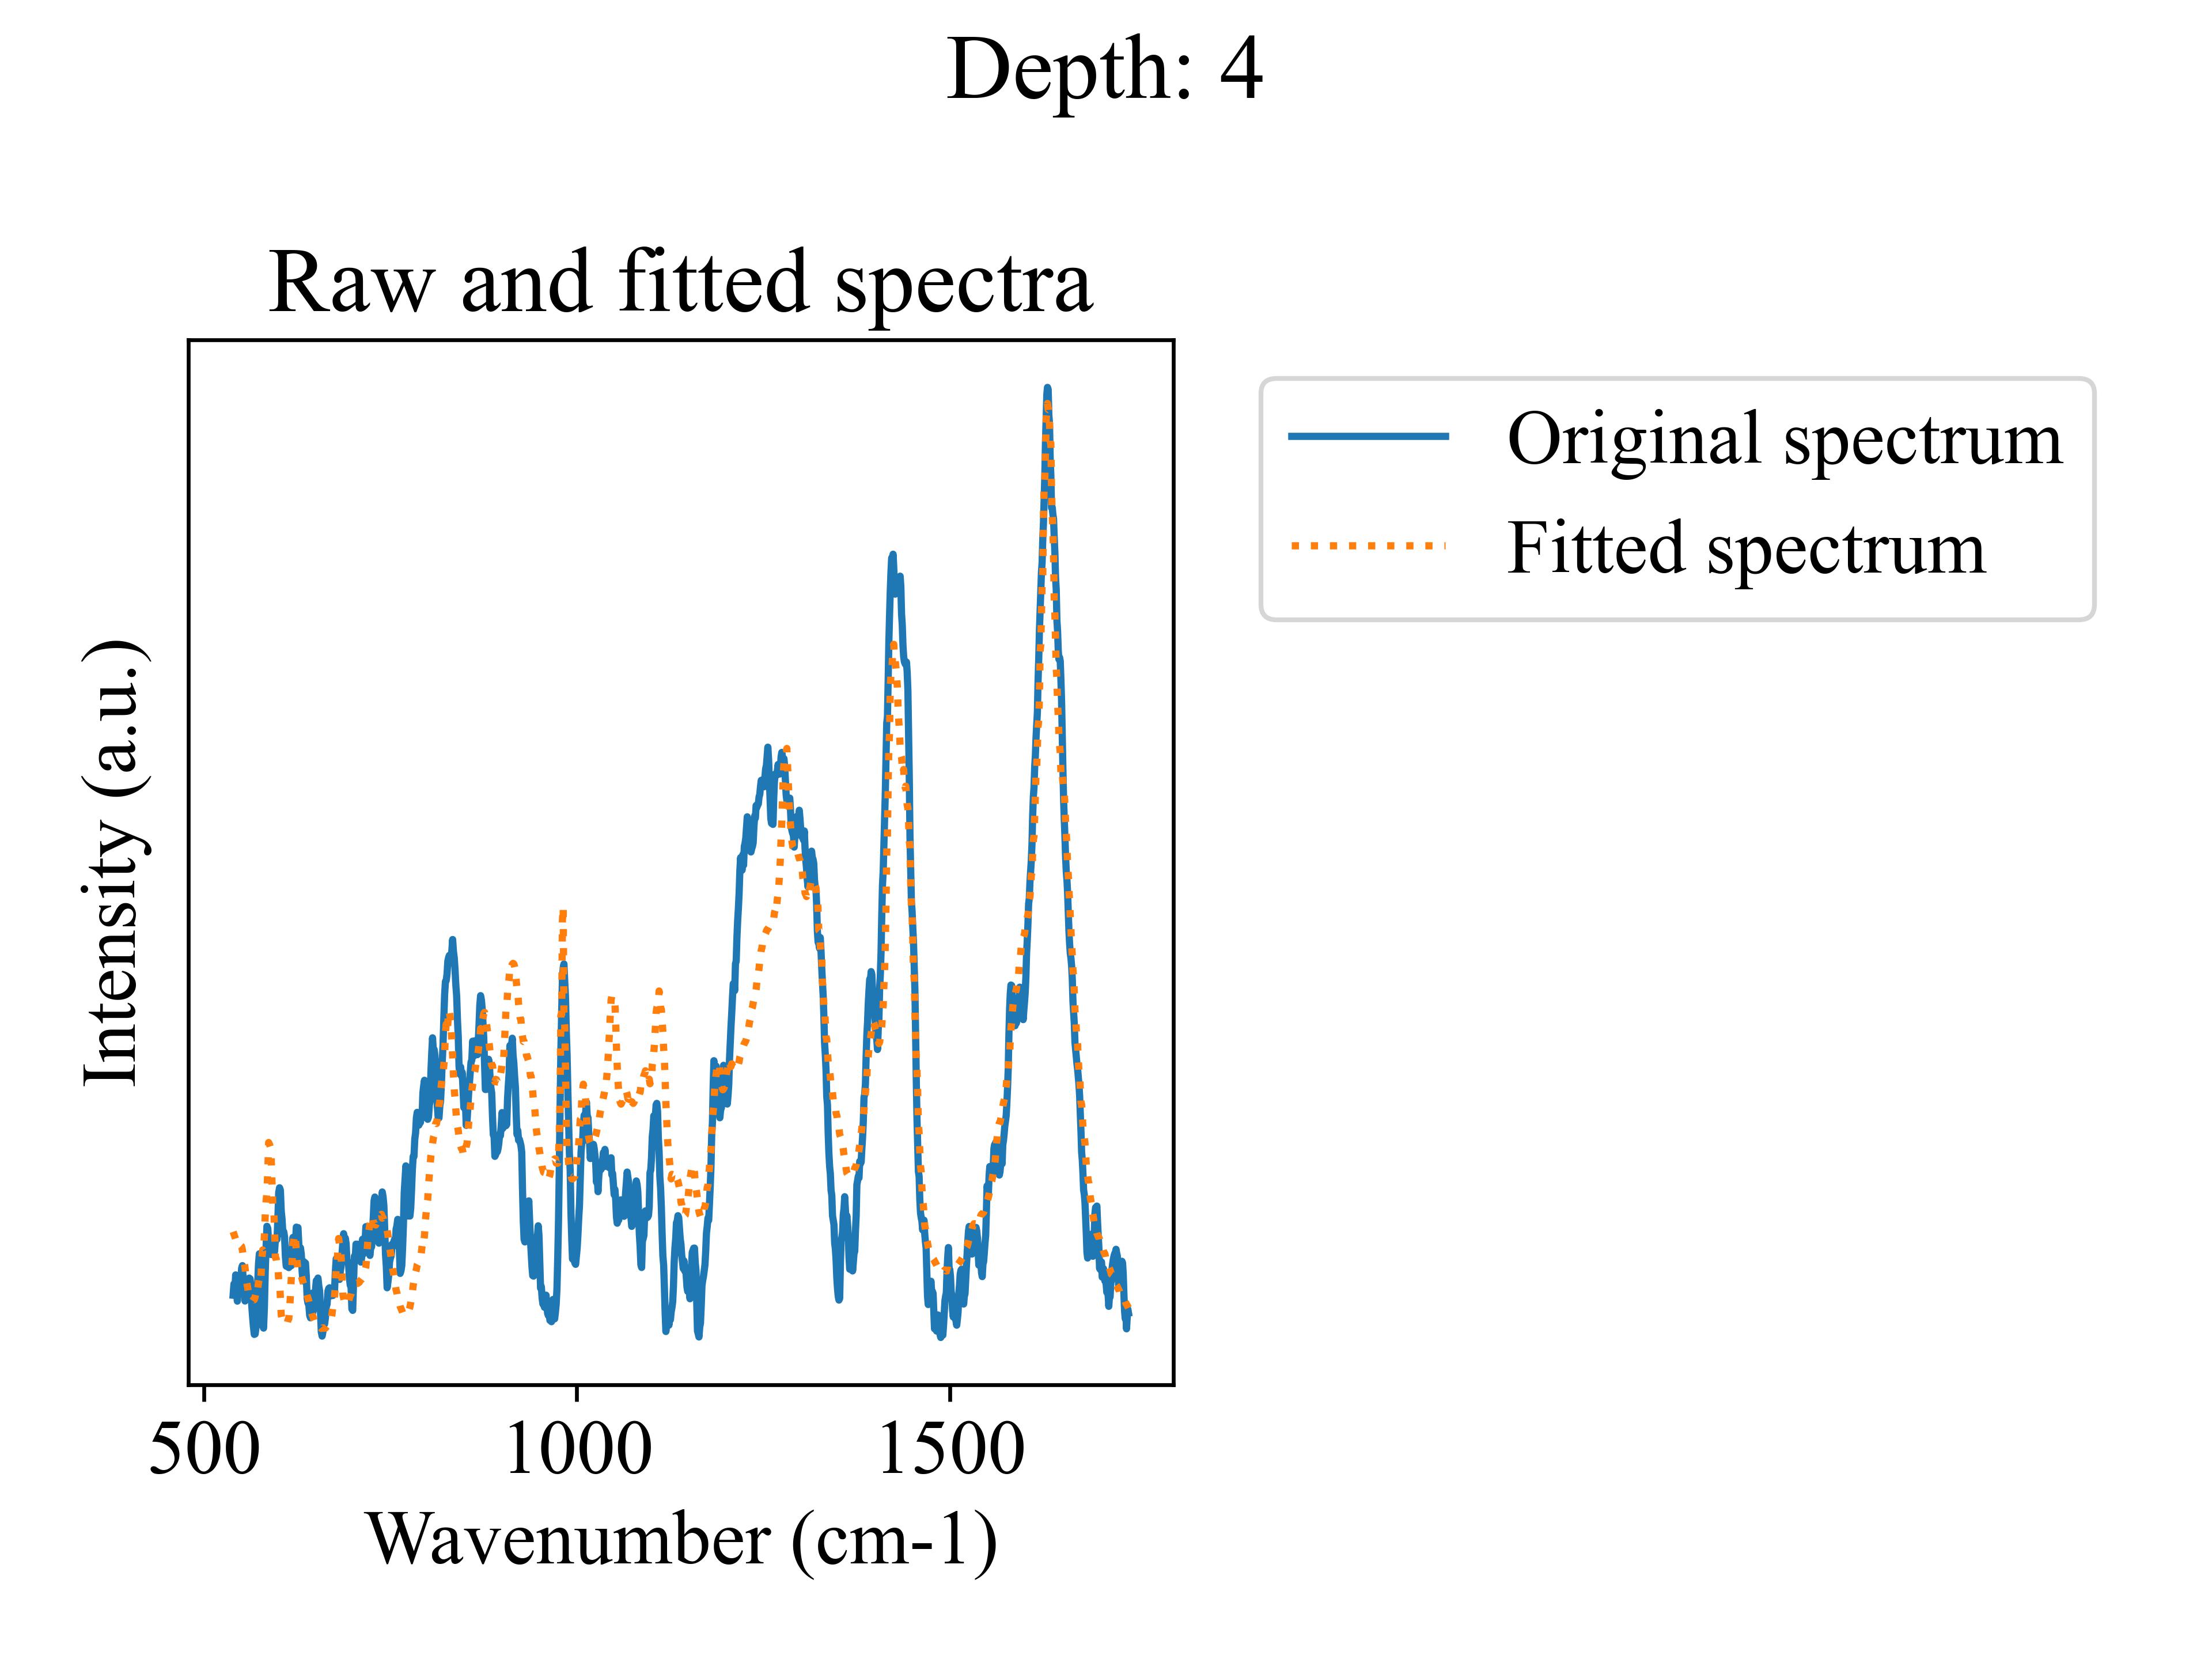 Depth: 4
Raw and fitted spectra
Original spectrum
Fitted spectrum
Intensity (a.u.)
500 1000 1500
Wavenumber (cm-1)